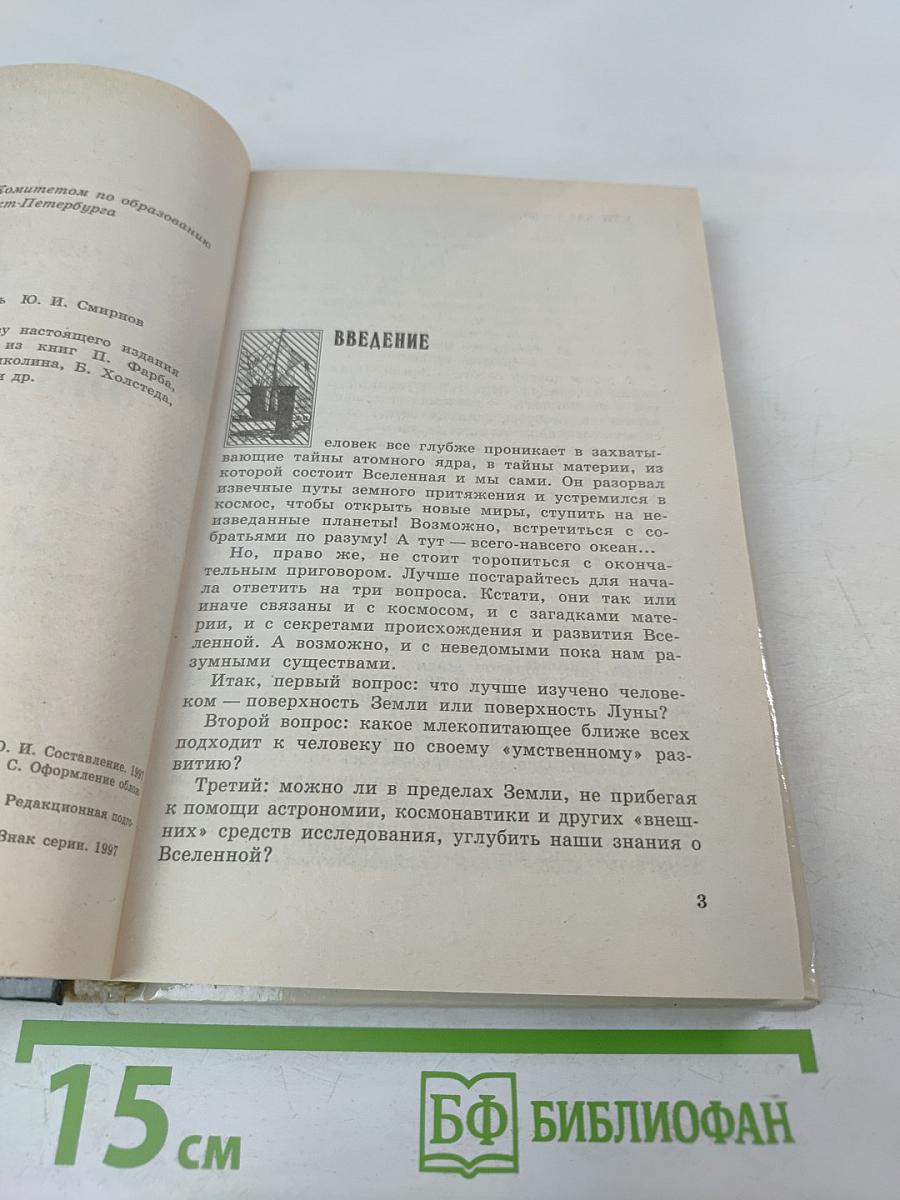 Комитетом по образованию
кт-Петербурга
ь Ю. И. Смирнов
ву настоящего издания
из книг П. Фарба,
иколина, Б. Холстеда,
и др.
Ю. И. Составление. 1997
С. Оформление облож
Редакционная подго-
Знак серии. 1997
ВВЕДЕНИЕ
Человек все глубже проникает в захваты-
вающие тайны атомного ядра, в тайны материи, из
которой состоит Вселенная и мы сами. Он разорвал
извечные путы земного притяжения и устремился в
космос, чтобы открыть новые миры, ступить на не-
изведанные планеты! Возможно, встретиться с со-
братьями по разуму! А тут — всего-навсего океан...
Но, право же, не стоит торопиться с оконча-
тельным приговором. Лучше постарайтесь для нача-
ла ответить на три вопроса. Кстати, они так или
иначе связаны и с космосом, и с загадками мате-
рии, и с секретами происхождения и развития Все-
ленной. А возможно, и с неведомыми пока нам ра-
зумными существами.
Итак, первый вопрос: что лучше изучено челове-
ком — поверхность Земли или поверхность Луны?
Второй вопрос: какое млекопитающее ближе всех
подходит к человеку по своему «умственному» раз-
витию?
Третий: можно ли в пределах Земли, не прибегая
к помощи астрономии, космонавтики и других «внеш-
них» средств исследования, углубить наши знания о
Вселенной?
3
15 см
БФ БИБЛИОФАН